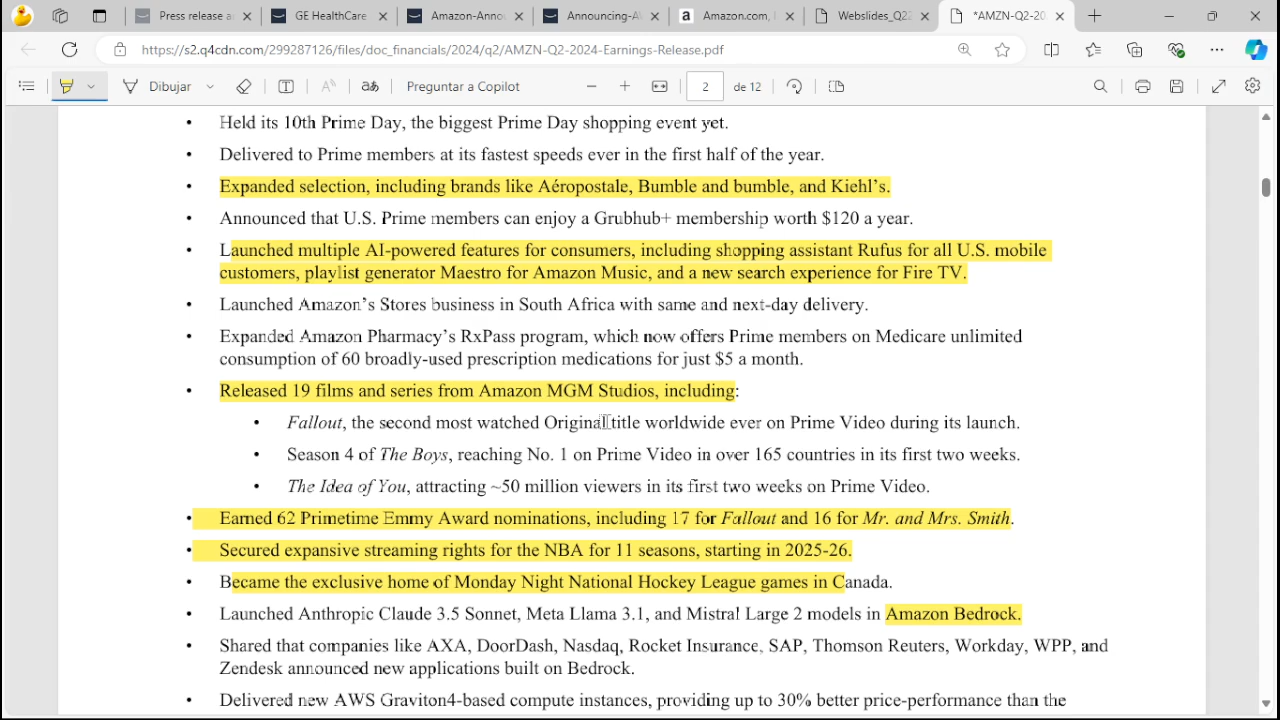 Press release a
GE HealthCare
Amazon-Annou
Announcing-A
Amazon.com, I
Webslides_Q22
*AMZN-Q2-20
https://s2.q4cdn.com/299287126/files/doc_financials/2024/q2/AMZN-Q2-2024-Earnings-Release.pdf
Dibujar
Preguntar a Copilot
2 de 12
• Held its 10th Prime Day, the biggest Prime Day shopping event yet.
• Delivered to Prime members at its fastest speeds ever in the first half of the year.
• Expanded selection, including brands like Aéropostale, Bumble and bumble, and Kiehl’s.
• Announced that U.S. Prime members can enjoy a Grubhub+ membership worth $120 a year.
• Launched multiple AI-powered features for consumers, including shopping assistant Rufus for all U.S. mobile
customers, playlist generator Maestro for Amazon Music, and a new search experience for Fire TV.
• Launched Amazon’s Stores business in South Africa with same and next-day delivery.
• Expanded Amazon Pharmacy’s RxPass program, which now offers Prime members on Medicare unlimited
consumption of 60 broadly-used prescription medications for just $5 a month.
• Released 19 films and series from Amazon MGM Studios, including:
• Fallout, the second most watched Original title worldwide ever on Prime Video during its launch.
• Season 4 of The Boys, reaching No. 1 on Prime Video in over 165 countries in its first two weeks.
• The Idea of You, attracting ~50 million viewers in its first two weeks on Prime Video.
• Earned 62 Primetime Emmy Award nominations, including 17 for Fallout and 16 for Mr. and Mrs. Smith.
• Secured expansive streaming rights for the NBA for 11 seasons, starting in 2025-26.
• Became the exclusive home of Monday Night National Hockey League games in Canada.
• Launched Anthropic Claude 3.5 Sonnet, Meta Llama 3.1, and Mistral Large 2 models in Amazon Bedrock.
• Shared that companies like AXA, DoorDash, Nasdaq, Rocket Insurance, SAP, Thomson Reuters, Workday, WPP, and
Zendesk announced new applications built on Bedrock.
• Delivered new AWS Graviton4-based compute instances, providing up to 30% better price-performance than the